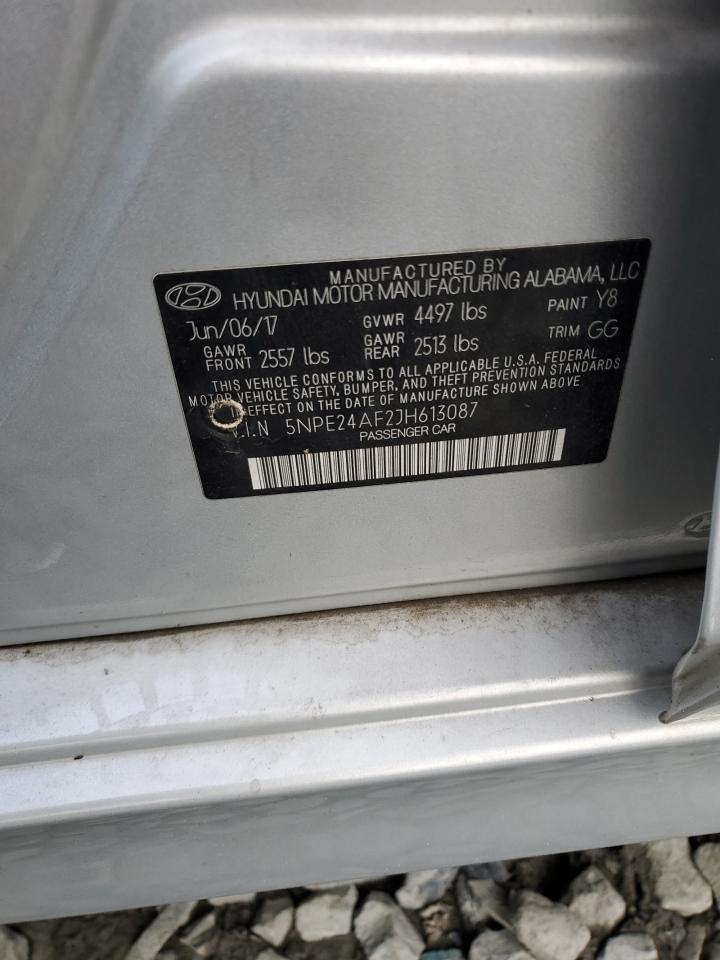 MANUFACTURED BY
HYUNDAI MOTOR MANUFACTURING ALABAMA, LLC
Jun/06/17 GVWR 4497 lbs PAINT Y8
GAWR FRONT 2557 lbs GAWR REAR 2513 lbs TRIM GG
THIS VEHICLE CONFORMS TO ALL APPLICABLE U.S.A. FEDERAL
MOTOR VEHICLE SAFETY, BUMPER, AND THEFT PREVENTION STANDARDS
IN EFFECT ON THE DATE OF MANUFACTURE SHOWN ABOVE
V.I.N 5NPE24AF2JH613087
PASSENGER CAR